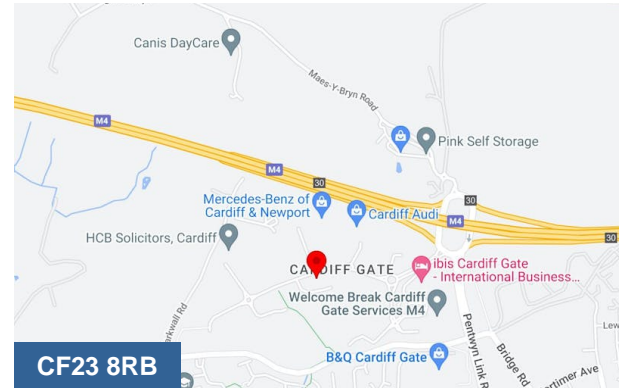 Canis DayCare
Maes-Y-Bryn Road
M4
Pink Self Storage
M4
30
30
Mercedes-Benz of
Cardiff & Newport
Cardiff Audi
M4
30
HCB Solicitors, Cardiff
CARDIFF GATE
ibis Cardiff Gate
- International Business...
Welcome Break Cardiff
Gate Services M4
Pentwyn Link R
Bridge Rd
B&Q Cardiff Gate
CF23 8RB